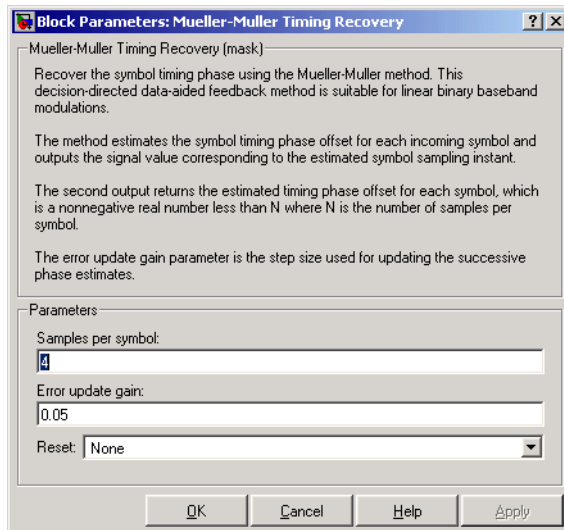 Block Parameters: Mueller-Muller Timing Recovery
Mueller-Muller Timing Recovery (mask)
Recover the symbol timing phase using the Mueller-Muller method. This
decision-directed data-aided feedback method is suitable for linear binary baseband
modulations.
The method estimates the symbol timing phase offset for each incoming symbol and
outputs the signal value corresponding to the estimated symbol sampling instant.
The second output returns the estimated timing phase offset for each symbol, which
is a nonnegative real number less than N where N is the number of samples per
symbol.
The error update gain parameter is the step size used for updating the successive
phase estimates.
Parameters
Samples per symbol:
4
Error update gain:
0.05
Reset: None
OK Cancel Help Apply